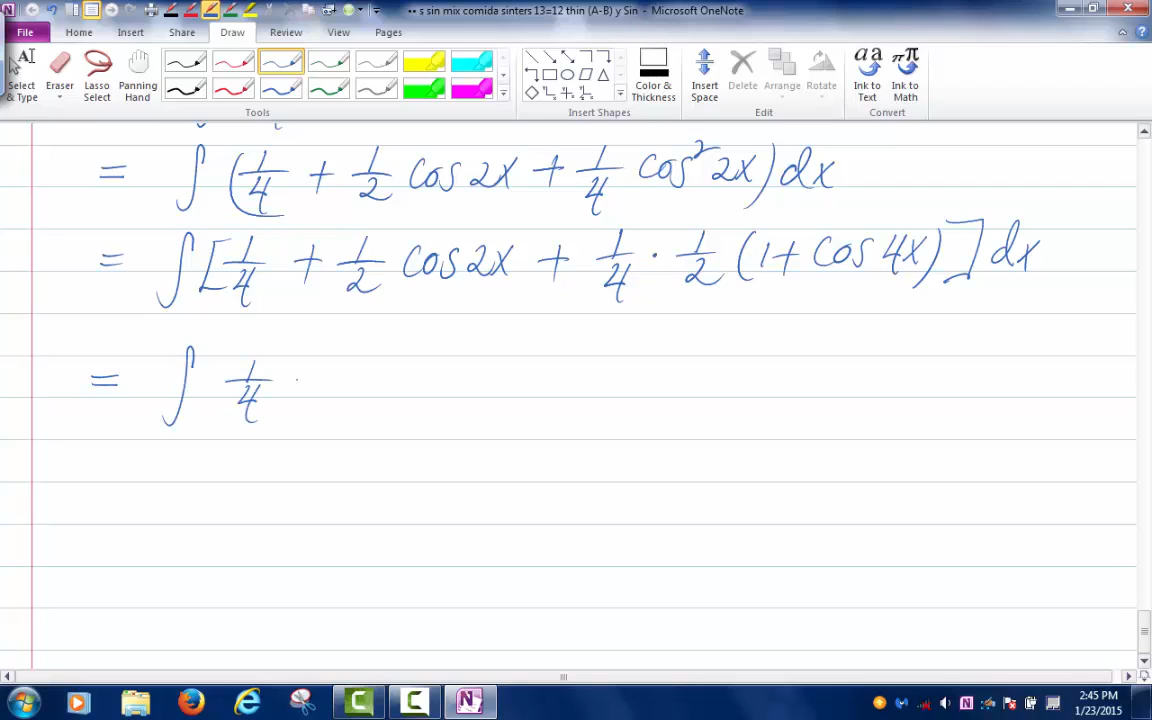 •• s sin mix comida sinters 13=12 thin (A-B) y Sin - Microsoft OneNote
File Home Insert Share Draw Review View Pages
Select & Type
Eraser
Lasso Select
Panning Hand
Color & Thickness
Insert Space
Delete
Arrange
Rotate
Ink to Text
Ink to Math
Tools
Insert Shapes
Edit
Convert
= ∫ (1/4 + 1/2 cos 2x + 1/4 cos² 2x) dx
= ∫ [1/4 + 1/2 cos 2x + 1/4 · 1/2 (1 + cos 4x)] dx
= ∫ 1/4
2:45 PM
1/23/2015